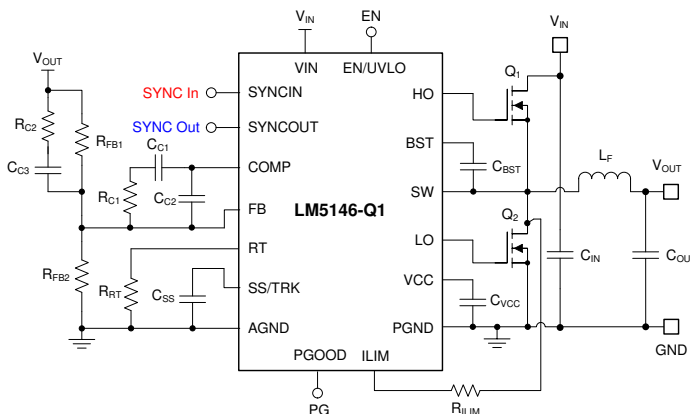 VIN
EN
VIN
VOUT
VIN
EN/UVLO
Q1
SYNC In
SYNCIN
HO
RC2
RFB1
SYNC Out
SYNCOUT
BST
CC1
CC3
COMP
CBST
LF
VOUT
RC1
CC2
SW
FB
LM5146-Q1
Q2
RT
LO
CIN
COU
RFB2
RRT
CSS
SS/TRK
VCC
CVCC
AGND
PGND
GND
PGOOD
ILIM
PG
RILIM